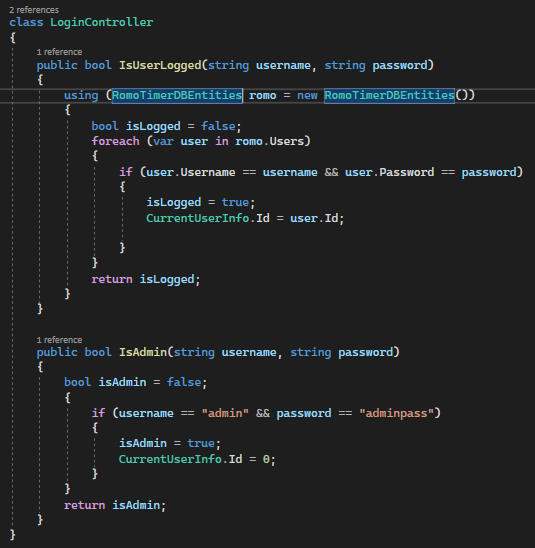 2 references
class LoginController
{
1 reference
public bool IsUserLogged(string username, string password)
{
using (RomoTimerDBEntities romo = new RomoTimerDBEntities())
{
bool isLogged = false;
foreach (var user in romo.Users)
{
if (user.Username == username && user.Password == password)
{
isLogged = true;
CurrentUserInfo.Id = user.Id;
}
}
return isLogged;
}
}
1 reference
public bool IsAdmin(string username, string password)
{
bool isAdmin = false;
{
if (username == "admin" && password == "adminpass")
{
isAdmin = true;
CurrentUserInfo.Id = 0;
}
}
return isAdmin;
}
}